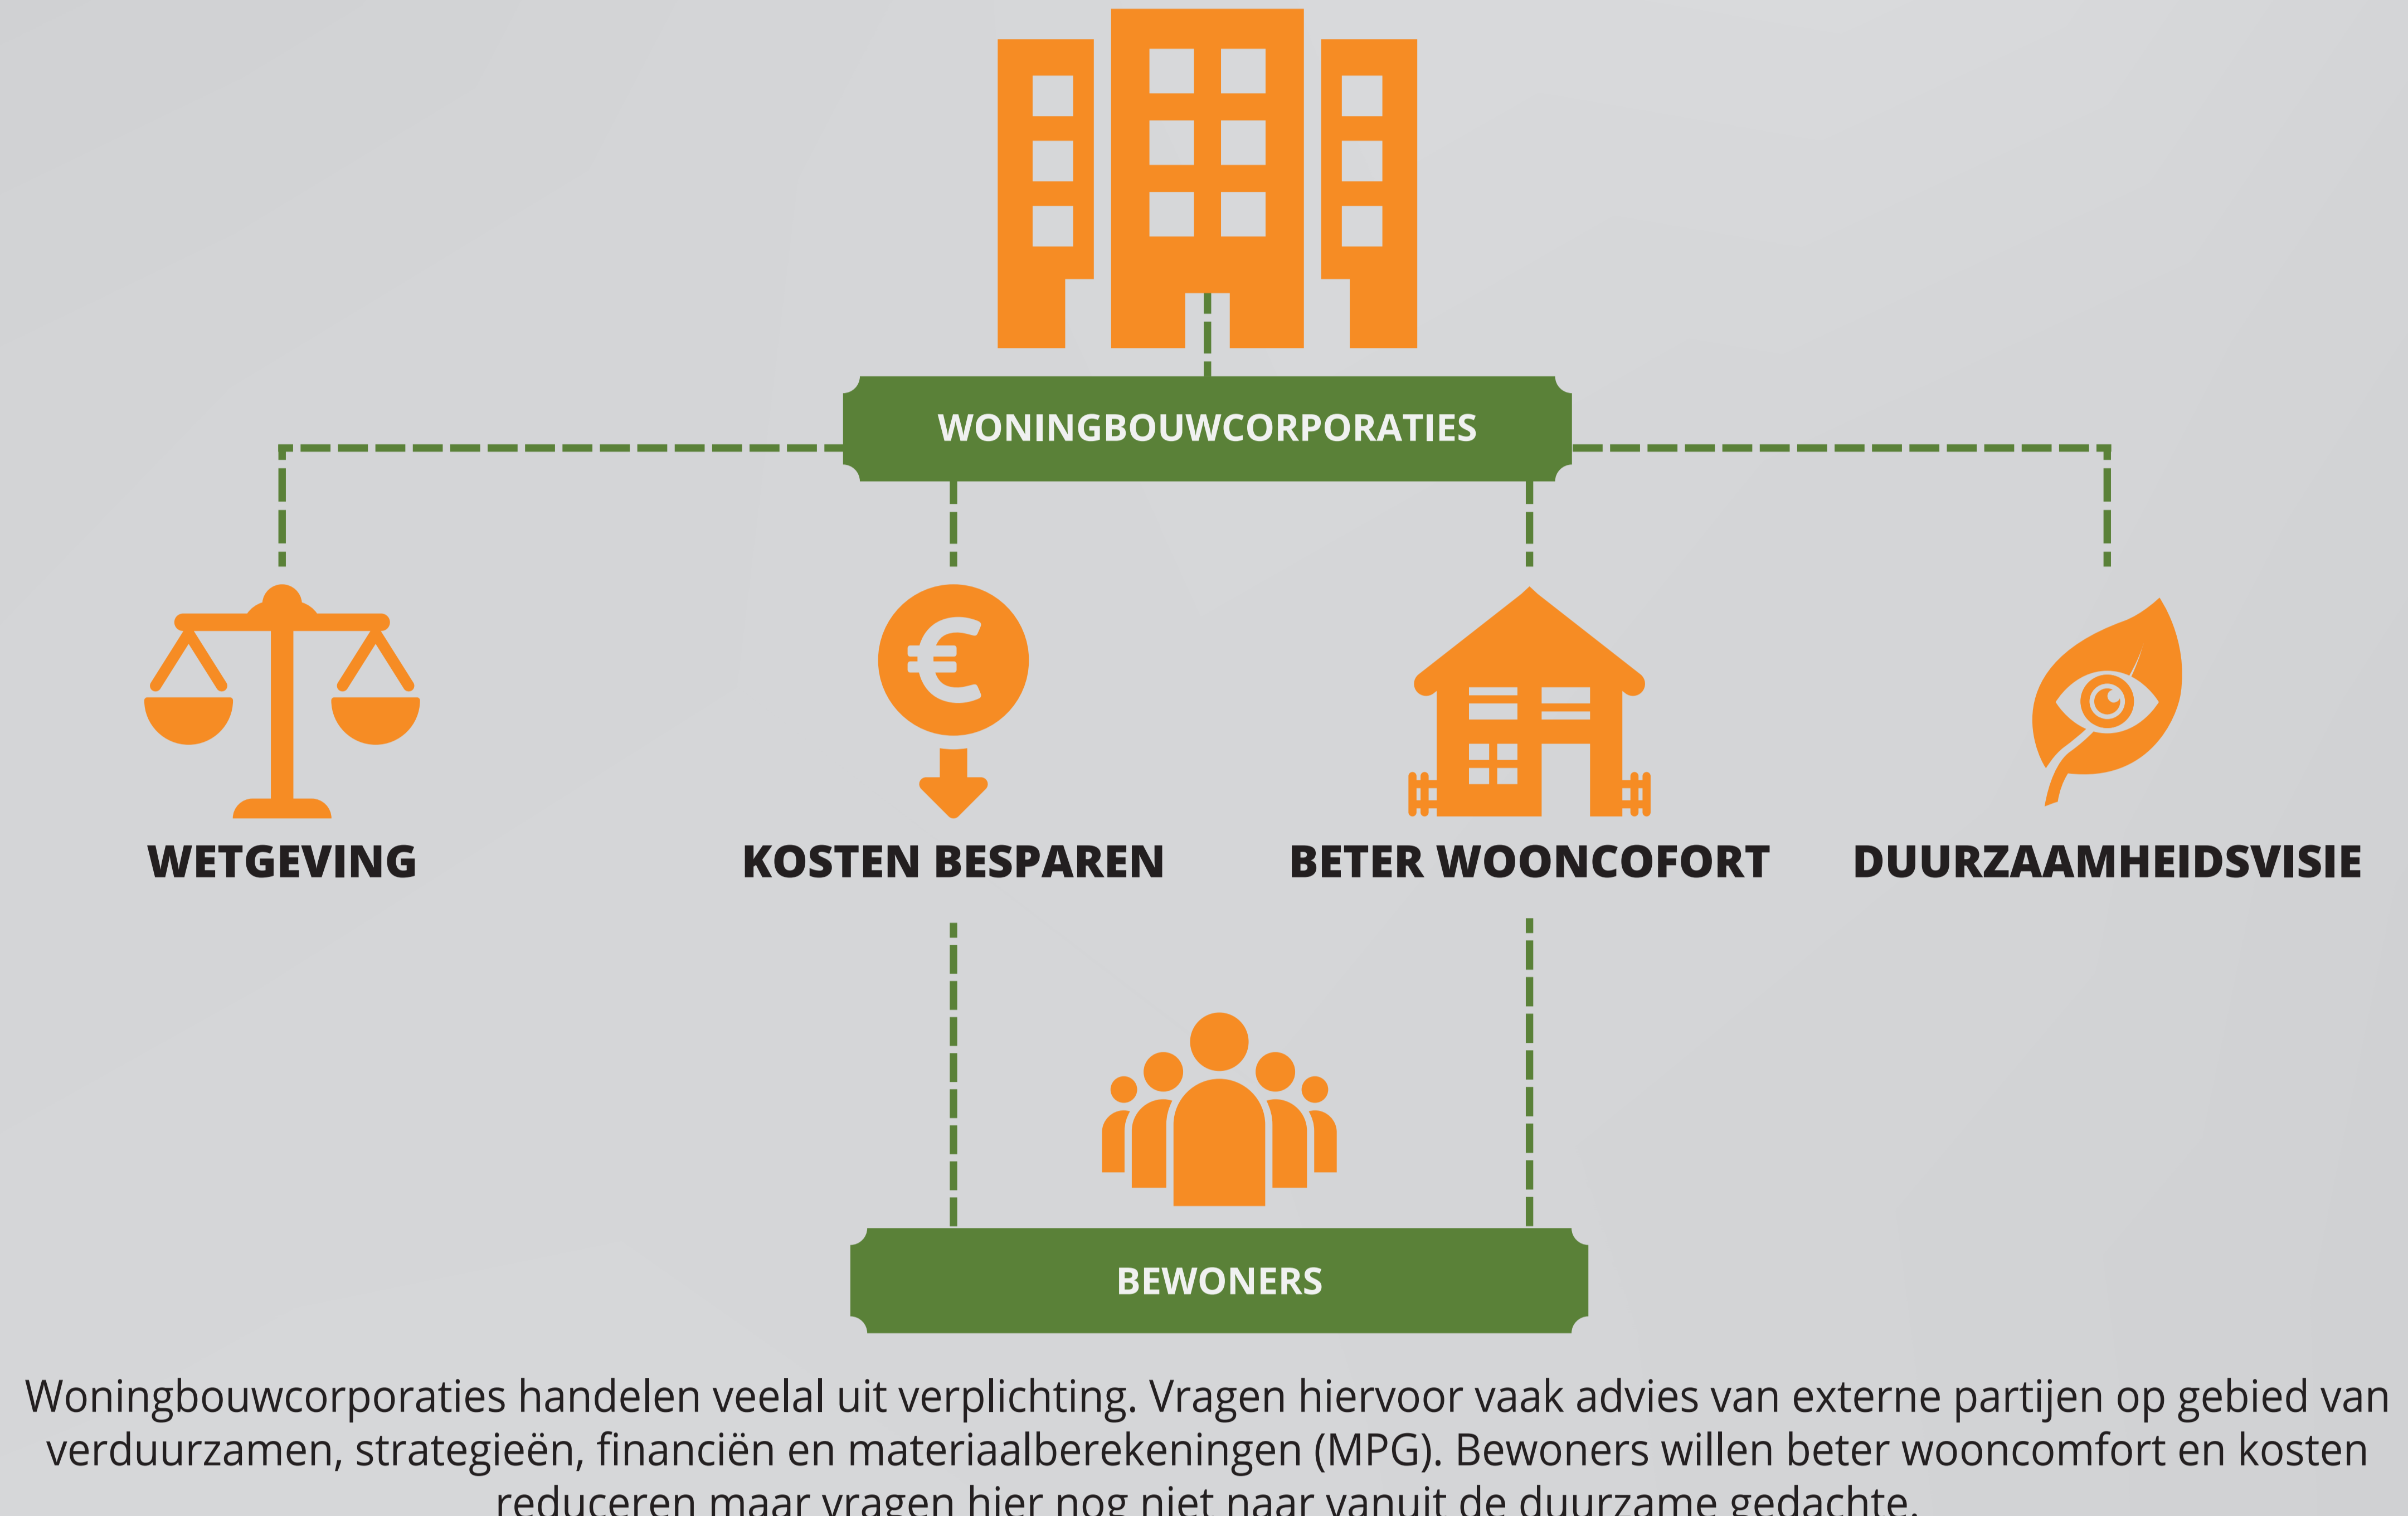 WONINGBOUWCORPORATIES
WETGEVING
KOSTEN BESPAREN
BETER WOONCOFORT
DUURZAAMHEIDSVISIE
BEWONERS
Woningbouwcorporaties handelen veelal uit verplichting. Vragen hiervoor vaak advies van externe partijen op gebied van
verduurzamen, strategieën, financiën en materiaalberekeningen (MPG). Bewoners willen beter wooncomfort en kosten
reduceren maar vragen hier nog niet naar vanuit de duurzame gedachte.